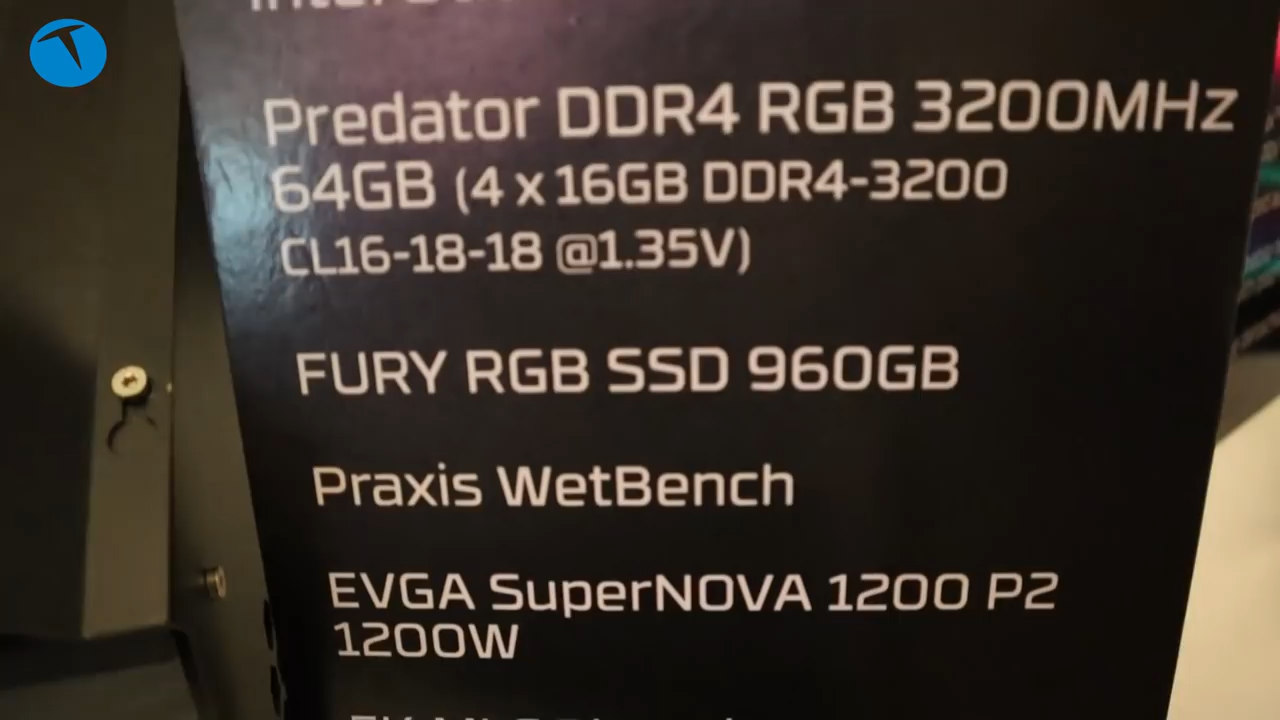 Predator DDR4 RGB 3200MHz
64GB (4 x 16GB DDR4-3200
CL16-18-18 @1.35V)
FURY RGB SSD 960GB
Praxis WetBench
EVGA SuperNOVA 1200 P2
1200W